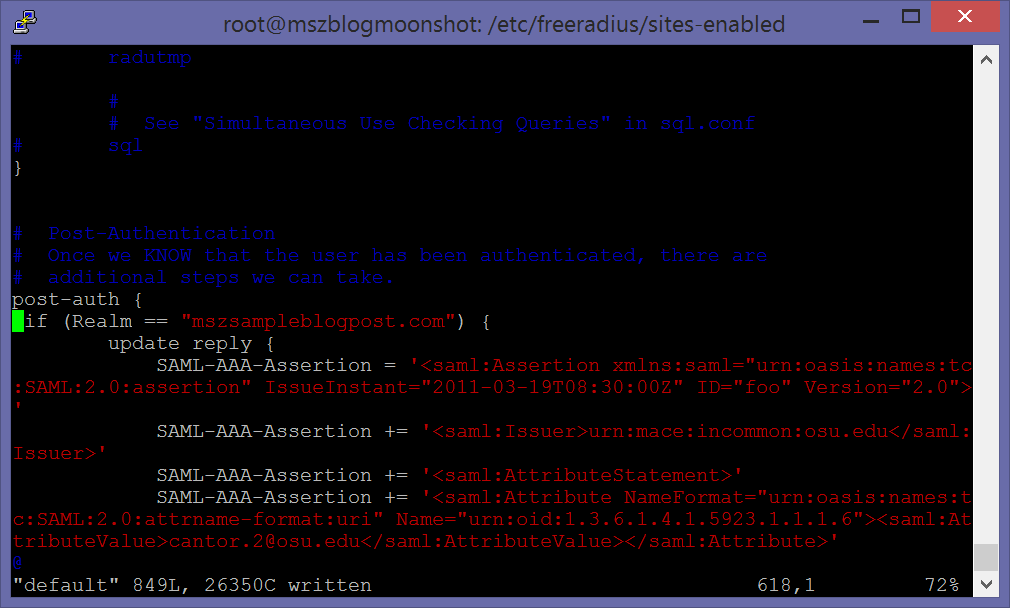 root@mszblogmoonshot: /etc/freeradius/sites-enabled
#       radutmp
        #
        #  See "Simultaneous Use Checking Queries" in sql.conf
#       sql
}
#  Post-Authentication
#  Once we KNOW that the user has been authenticated, there are
#  additional steps we can take.
post-auth {
 if (Realm == "mszsampleblogpost.com") {
        update reply {
            SAML-AAA-Assertion = '<saml:Assertion xmlns:saml="urn:oasis:names:tc
:SAML:2.0:assertion" IssueInstant="2011-03-19T08:30:00Z" ID="foo" Version="2.0">
'
            SAML-AAA-Assertion += '<saml:Issuer>urn:mace:incommon:osu.edu</saml:
Issuer>'
            SAML-AAA-Assertion += '<saml:AttributeStatement>'
            SAML-AAA-Assertion += '<saml:Attribute NameFormat="urn:oasis:names:t
c:SAML:2.0:attrname-format:uri" Name="urn:oid:1.3.6.1.4.1.5923.1.1.1.6"><saml:At
tributeValue>cantor.2@osu.edu</saml:AttributeValue></saml:Attribute>'
@
"default" 849L, 26350C written                                618,1         72%